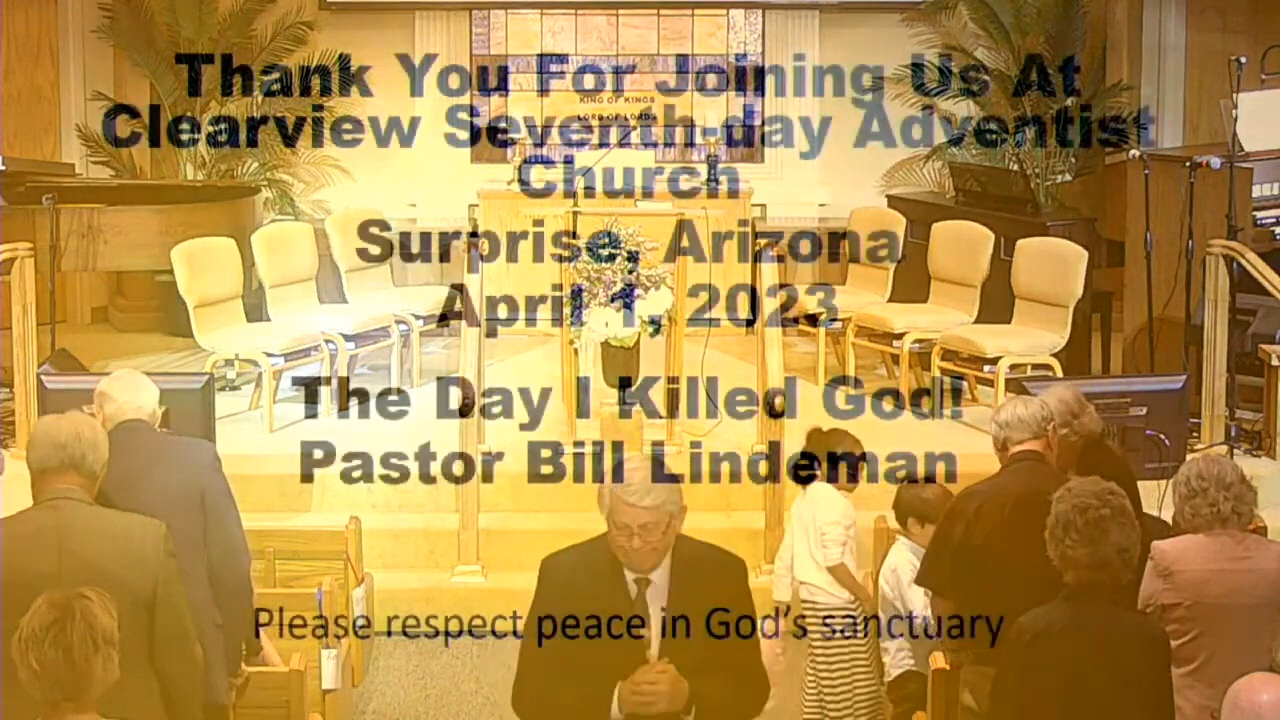 Thank You For Joining Us At
Clearview Seventh-day Adventist
Church
KING OF KINGS
LORD OF LORDS
Surprise, Arizona
April 1, 2023
The Day I Killed God!
Pastor Bill Lindeman
Please respect peace in God's sanctuary